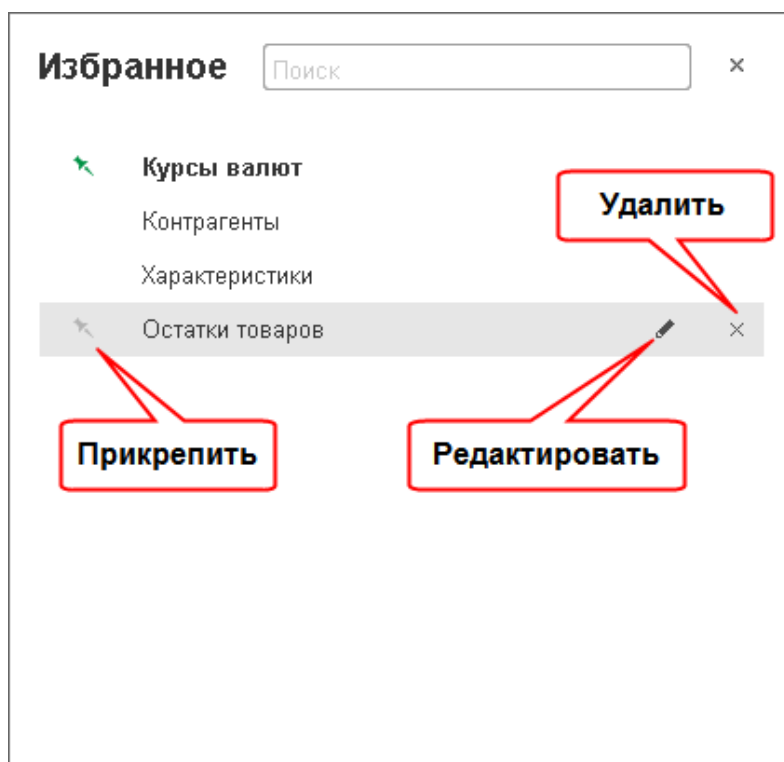 Избранное Поиск
Курсы валют
Контрагенты
Удалить
Характеристики
Остатки товаров
Прикрепить
Редактировать